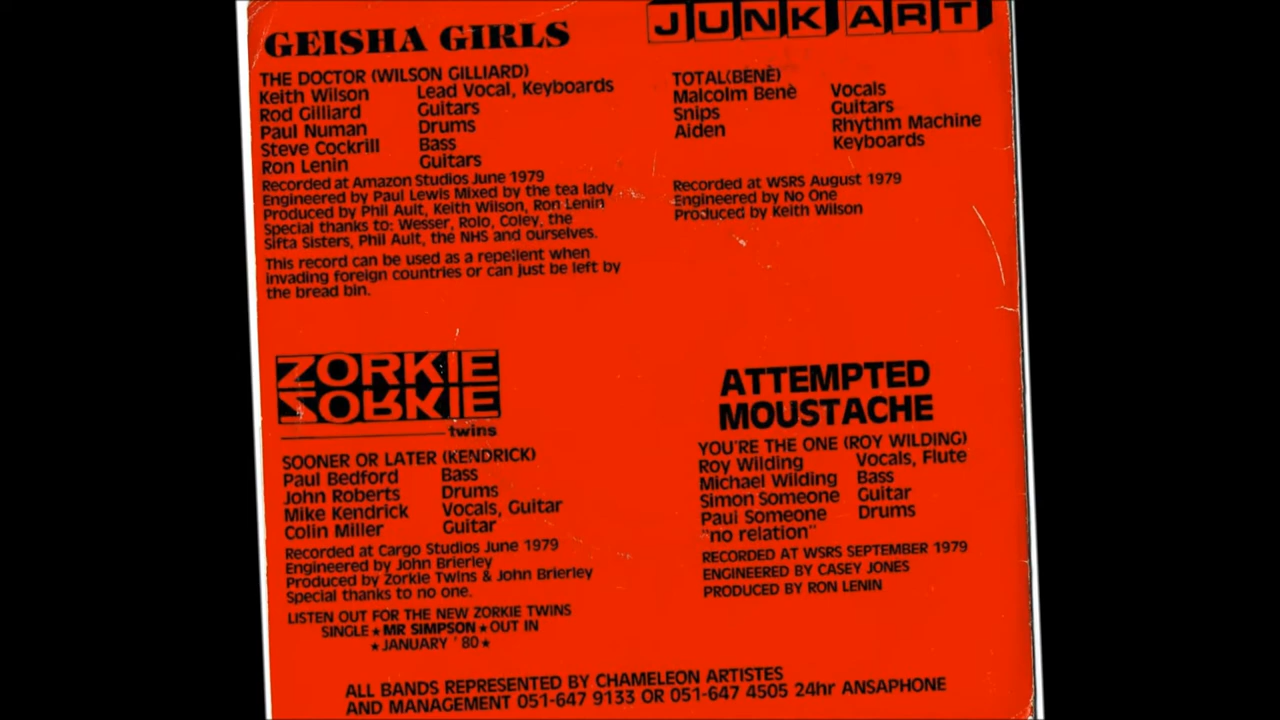 GEISHA GIRLS
THE DOCTOR (WILSON GILLIARD)
Keith Wilson Lead Vocal, Keyboards
Rod Gilliard Guitars
Paul Numan Drums
Steve Cockrill Bass
Ron Lenin Guitars
Recorded at Amazon Studios June 1979
Engineered by Paul Lewis Mixed by the tea lady
Produced by Phil Ault, Keith Wilson, Ron Lenin
Special thanks to: Wesser, Rolo, Coley, the
Sifta Sisters, Phil Ault, the NHS and ourselves.
This record can be used as a repellent when
invading foreign countries or can just be left by
the bread bin.
JUNK ART
TOTAL(BENÈ)
Malcolm Benè Vocals
Snips Guitars
Aiden Rhythm Machine
Keyboards
Recorded at WSRS August 1979
Engineered by No One
Produced by Keith Wilson
ZORKIE
ZORKIE
twins
SOONER OR LATER (KENDRICK)
Paul Bedford Bass
John Roberts Drums
Mike Kendrick Vocals, Guitar
Colin Miller Guitar
Recorded at Cargo Studios June 1979
Engineered by John Brierley
Produced by Zorkie Twins & John Brierley
Special thanks to no one.
LISTEN OUT FOR THE NEW ZORKIE TWINS
SINGLE ★ MR SIMPSON ★ OUT IN
★ JANUARY '80 ★
ATTEMPTED
MOUSTACHE
YOU'RE THE ONE (ROY WILDING)
Roy Wilding Vocals, Flute
Michael Wilding Bass
Simon Someone Guitar
Paul Someone Drums
"no relation"
RECORDED AT WSRS SEPTEMBER 1979
ENGINEERED BY CASEY JONES
PRODUCED BY RON LENIN
ALL BANDS REPRESENTED BY CHAMELEON ARTISTES
AND MANAGEMENT 051-647 9133 OR 051-647 4505 24hr ANSAPHONE